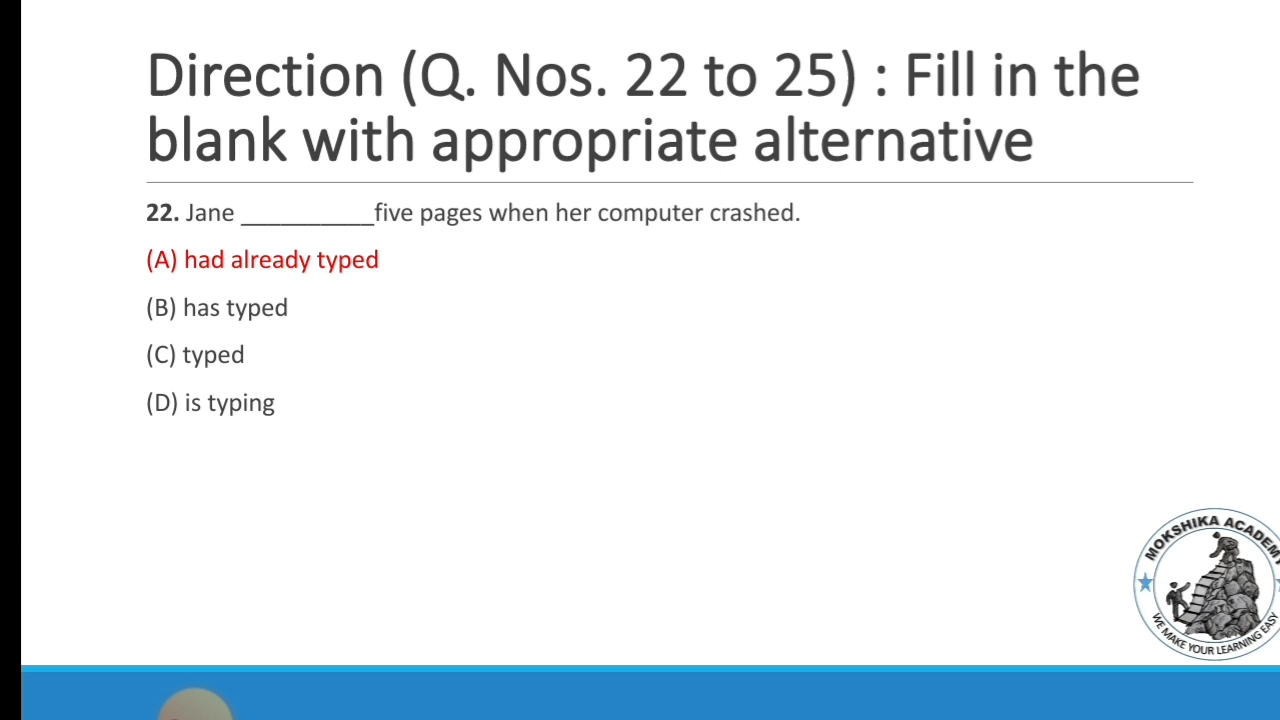 Direction (Q. Nos. 22 to 25) : Fill in the
blank with appropriate alternative
22. Jane __________five pages when her computer crashed.
(A) had already typed
(B) has typed
(C) typed
(D) is typing
MOKSHIKA ACADEMY
WE MAKE YOUR LEARNING EASY